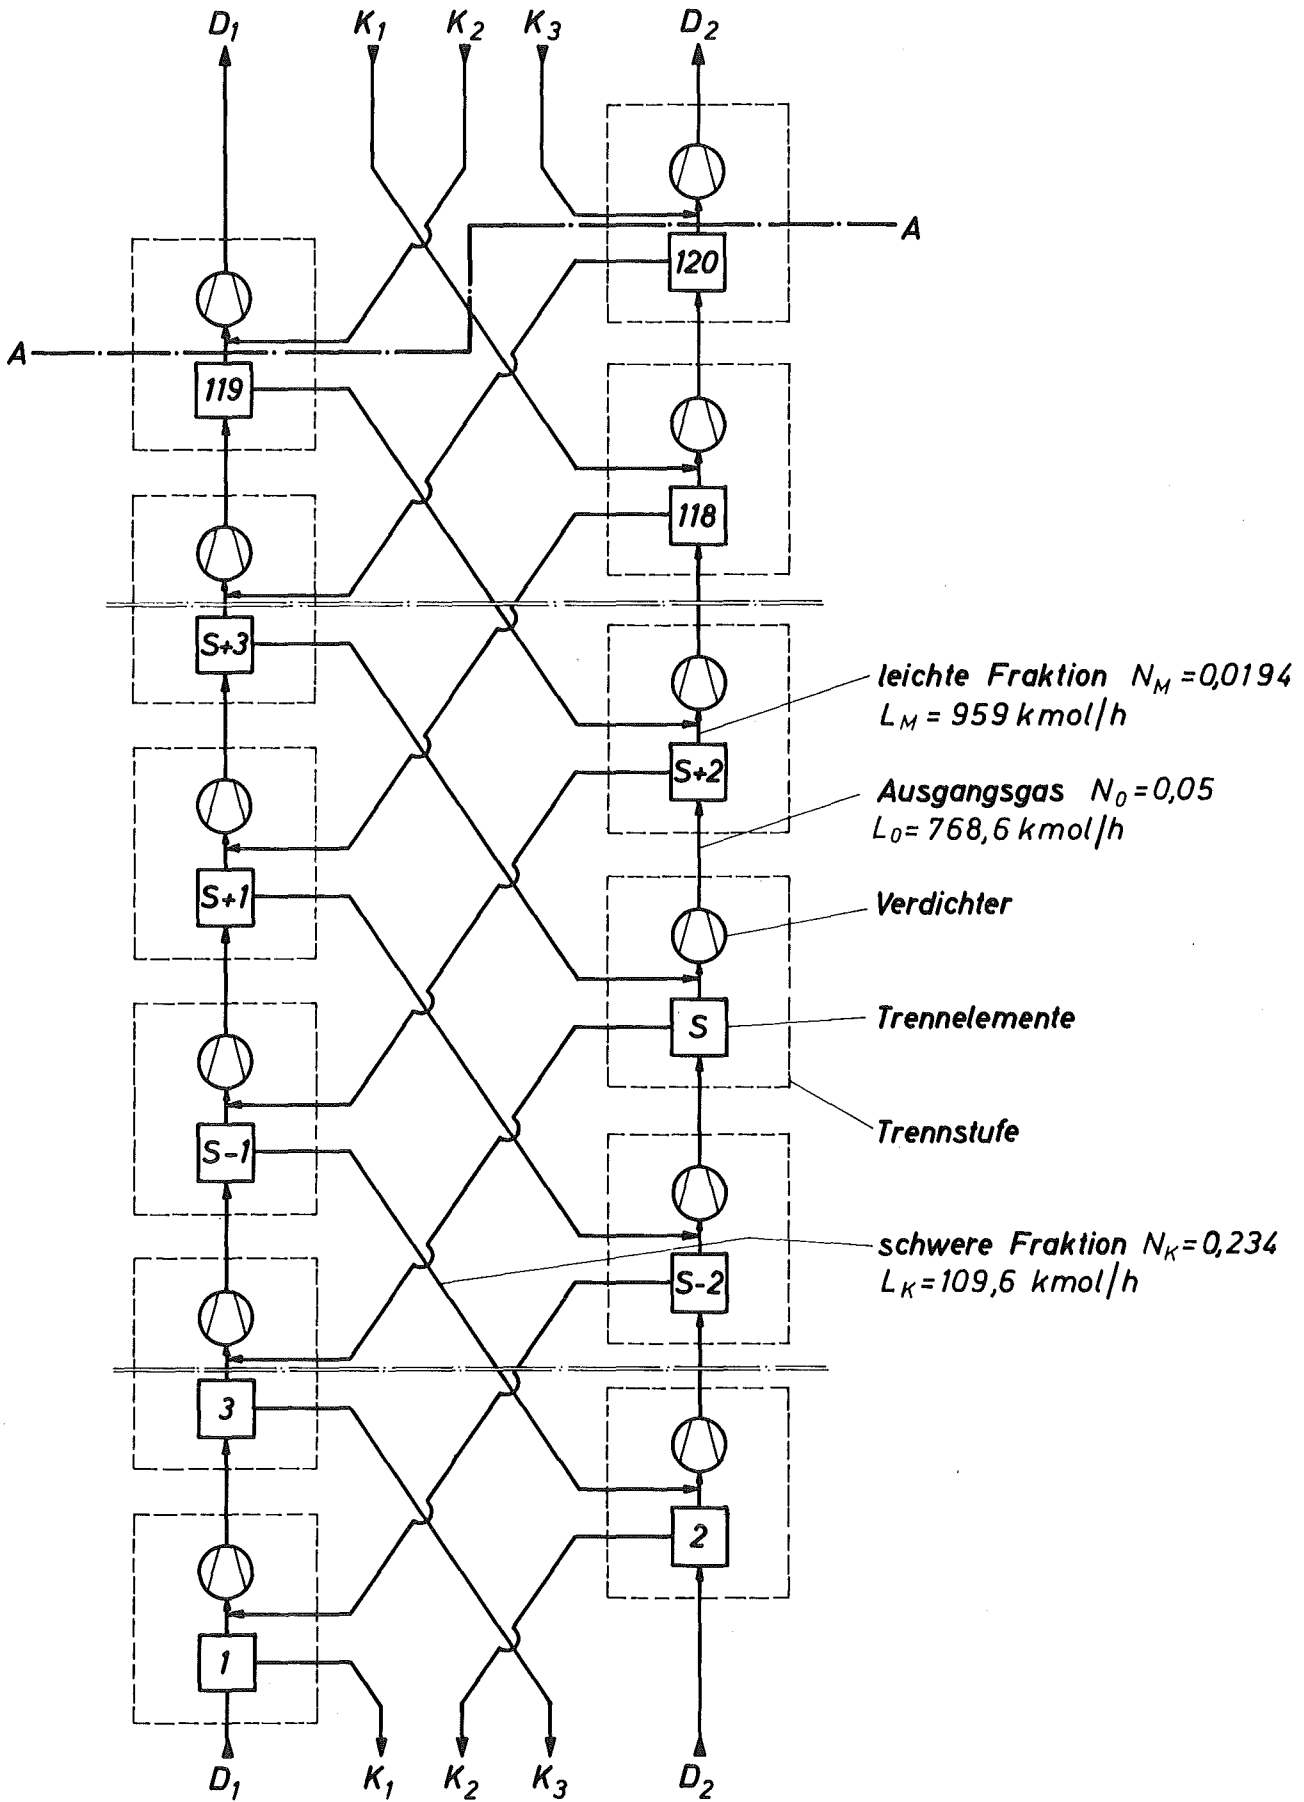 D1 K1 K2 K3 D2
A
120
A
119
118
S+3
leichte Fraktion NM = 0,0194
LM = 959 kmol/h
S+2
Ausgangsgas N0 = 0,05
L0 = 768,6 kmol/h
S+1
Verdichter
S
Trennelemente
S-1
Trennstufe
schwere Fraktion NK = 0,234
LK = 109,6 kmol/h
S-2
3
2
1
D1 K1 K2 K3 D2